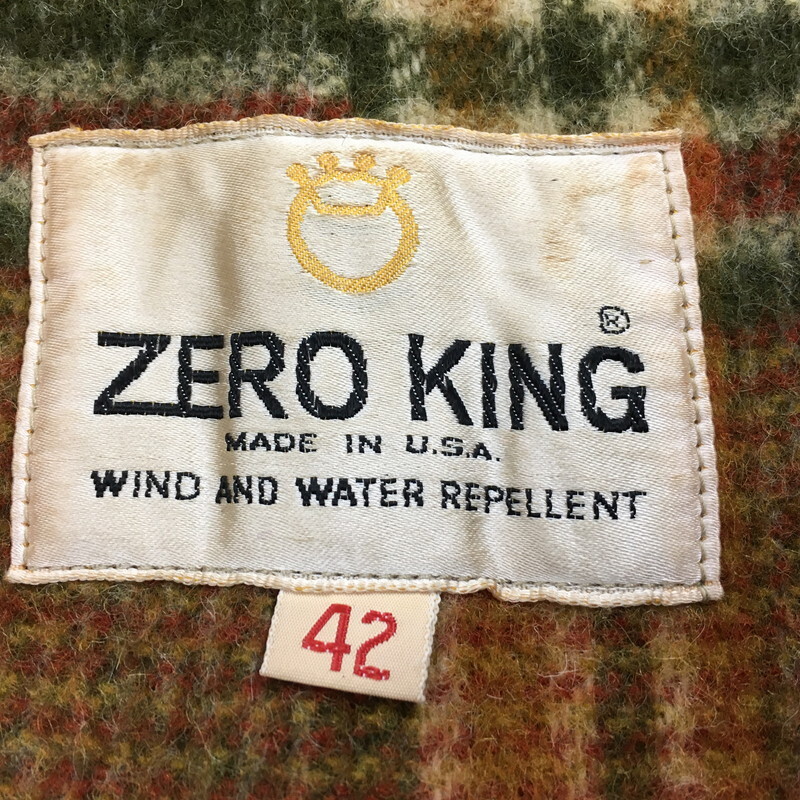 ZERO KING®
MADE IN U.S.A.
WIND AND WATER REPELLENT
42